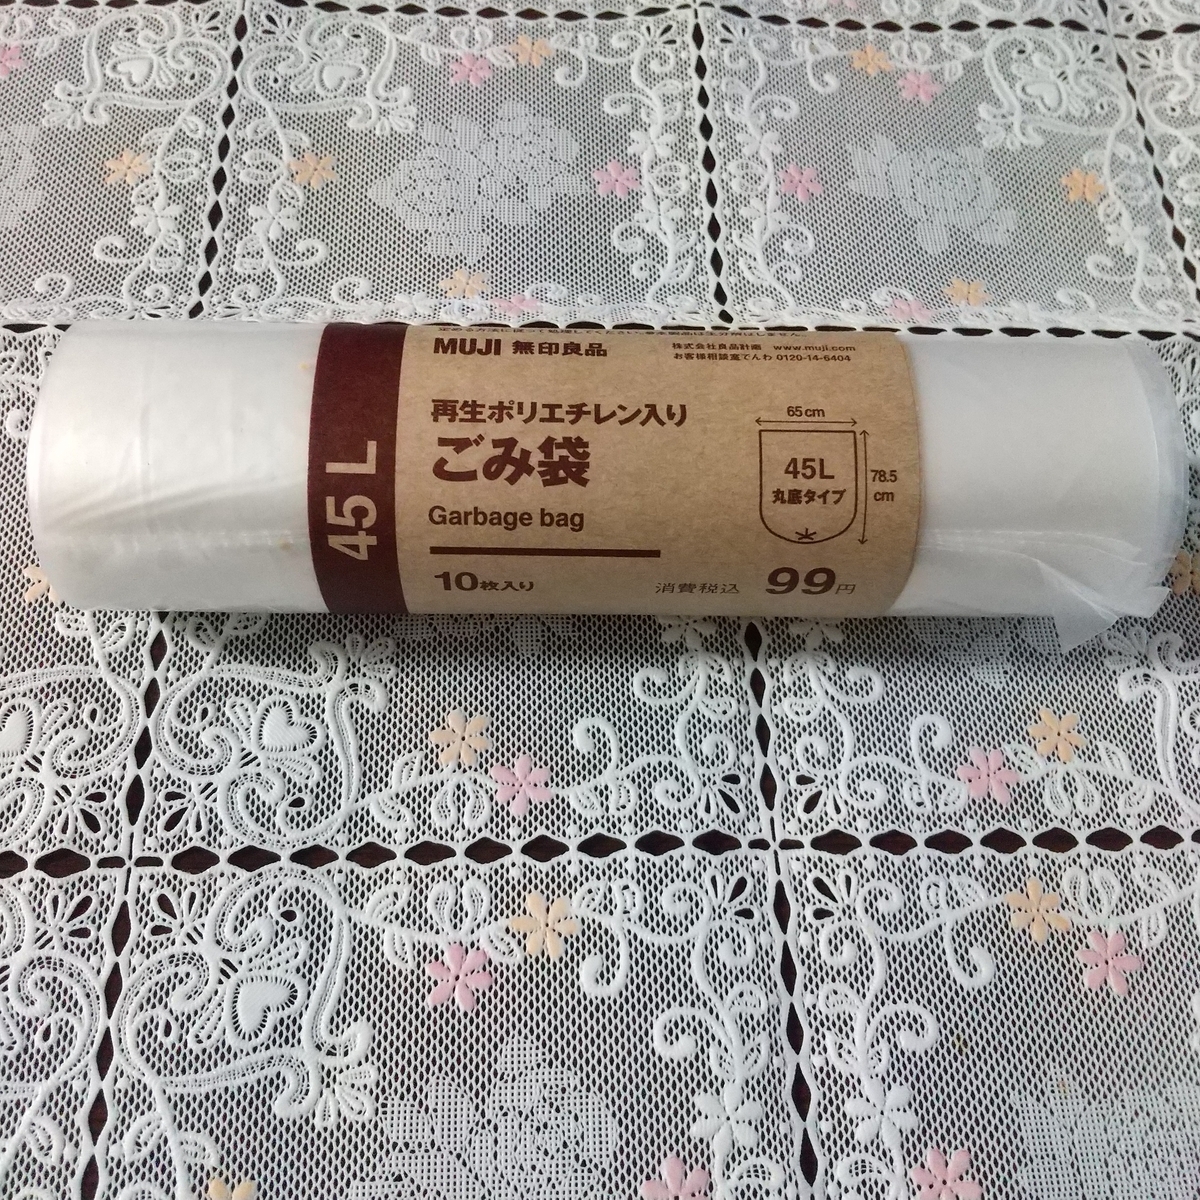 MUJI 無印良品
株式会社良品計画 www.muji.com
お客様相談室でんわ 0120-14-6404
45L
再生ポリエチレン入り
ごみ袋
Garbage bag
10枚入り
消費税込 99円
65cm
45L
丸底タイプ
78.5
cm